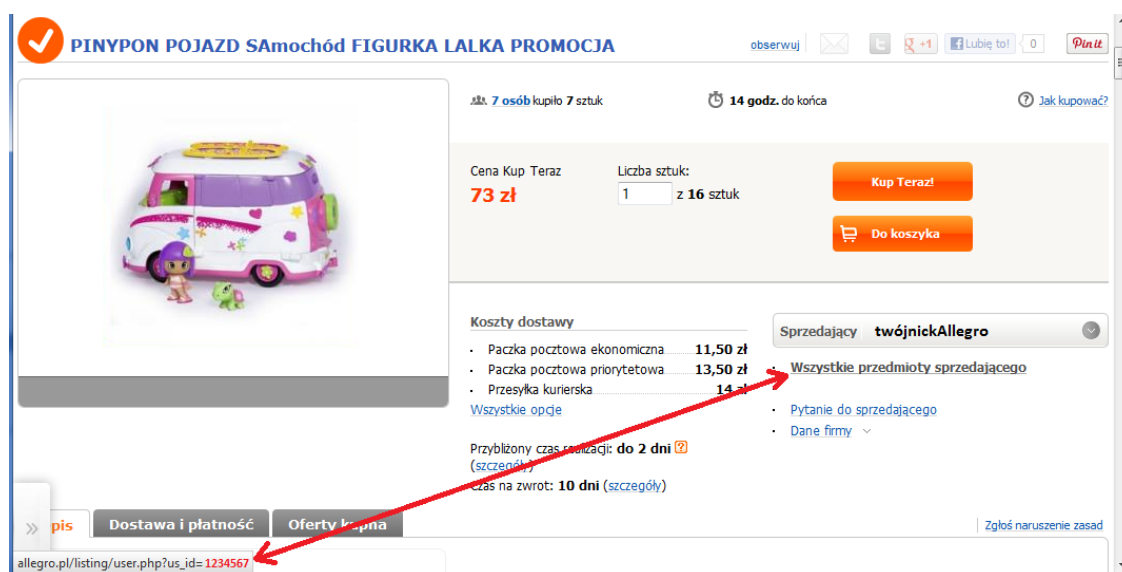 PINYPON POJAZD SAmochód FIGURKA LALKA PROMOCJA
obserwuj
+1
Lubię to! 0
Pin it
7 osób kupiło 7 sztuk
14 godz. do końca
Jak kupować?
Cena Kup Teraz
Liczba sztuk:
73 zł
1 z 16 sztuk
Kup Teraz!
Do koszyka
Koszty dostawy
Paczka pocztowa ekonomiczna 11,50 zł
Paczka pocztowa priorytetowa 13,50 zł
Przesyłka kurierska 14 zł
Wszystkie opcje
Przybliżony czas realizacji: do 2 dni
(szczegóły)
Czas na zwrot: 10 dni (szczegóły)
Sprzedający twójnickAllegro
Wszystkie przedmioty sprzedającego
Pytanie do sprzedającego
Dane firmy
pis
Dostawa i płatność
Oferty kupna
Zgłoś naruszenie zasad
allegro.pl/listing/user.php?us_id=1234567